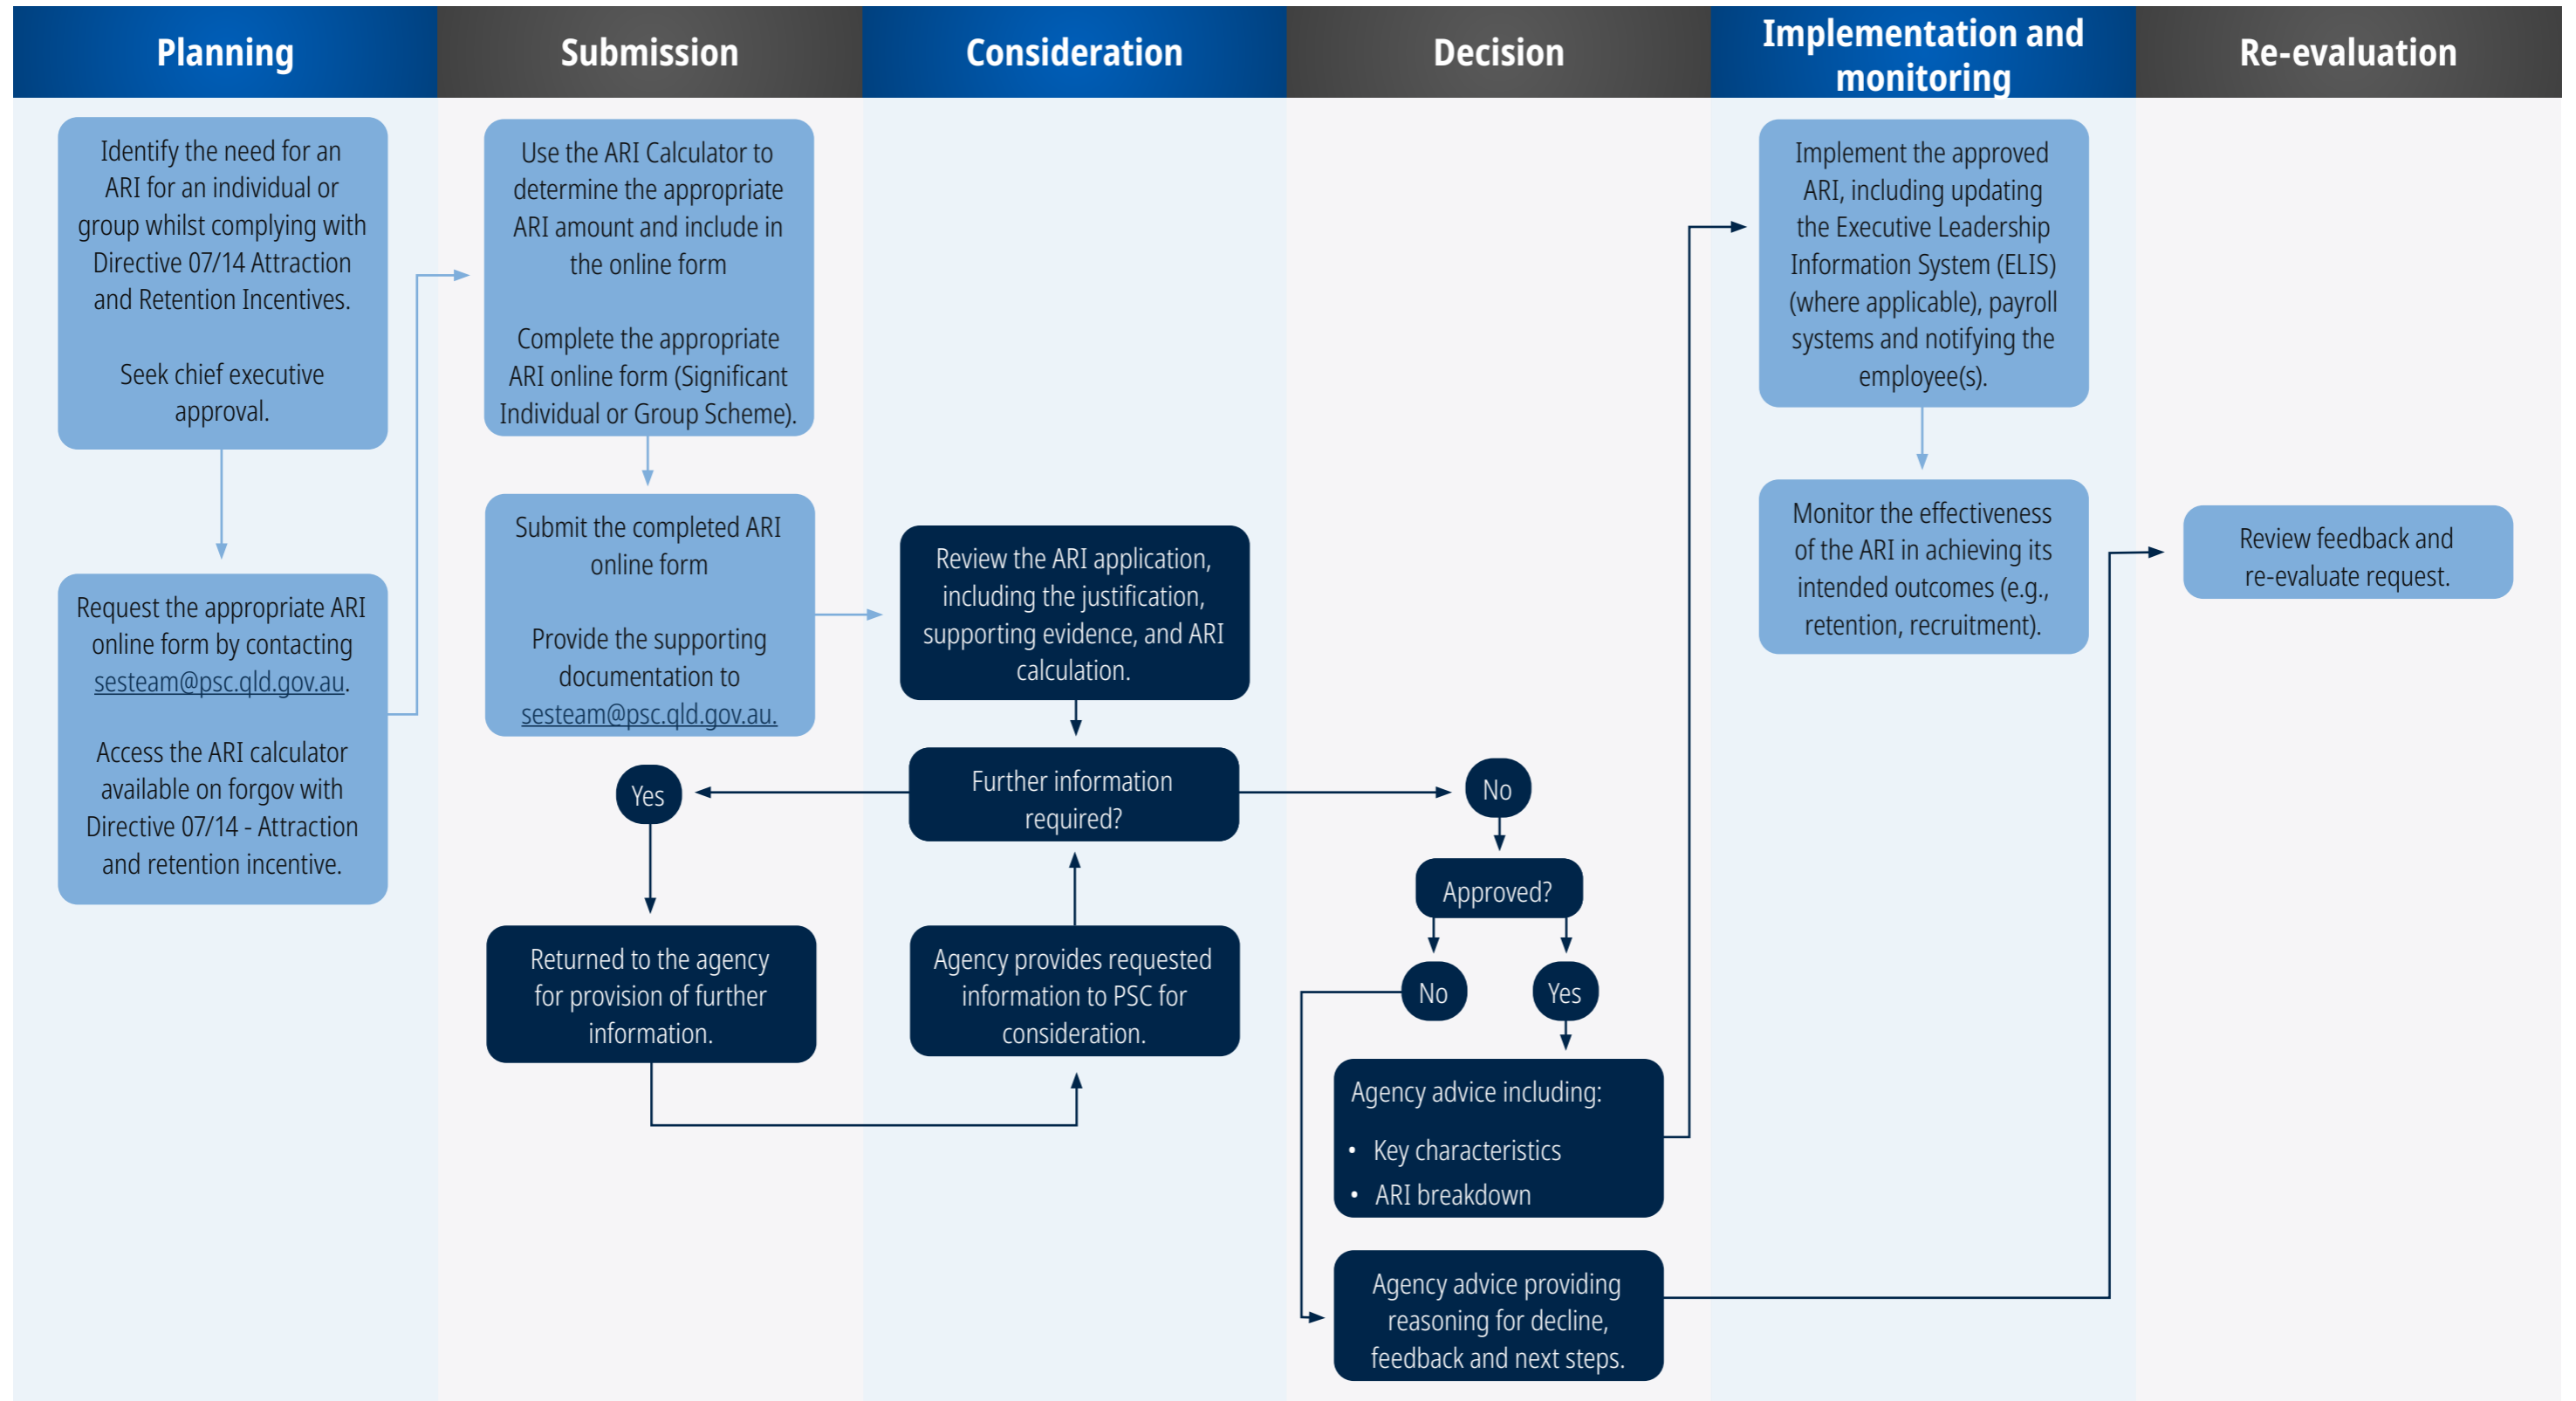 Planning
Submission
Consideration
Decision
Implementation and
monitoring
Re-evaluation
Identify the need for an
ARI for an individual or
group whilst complying with
Directive 07/14 Attraction
and Retention Incentives.
Seek chief executive
approval.
Request the appropriate ARI
online form by contacting
sesteam@psc.qld.gov.au.
Access the ARI calculator
available on forgov with
Directive 07/14 - Attraction
and retention incentive.
Use the ARI Calculator to
determine the appropriate
ARI amount and include in
the online form
Complete the appropriate
ARI online form (Significant
Individual or Group Scheme).
Submit the completed ARI
online form
Provide the supporting
documentation to
sesteam@psc.qld.gov.au.
Yes
Returned to the agency
for provision of further
information.
Review the ARI application,
including the justification,
supporting evidence, and ARI
calculation.
Further information
required?
Agency provides requested
information to PSC for
consideration.
No
Approved?
No
Yes
Agency advice including:
• Key characteristics
• ARI breakdown
Agency advice providing
reasoning for decline,
feedback and next steps.
Implement the approved
ARI, including updating
the Executive Leadership
Information System (ELIS)
(where applicable), payroll
systems and notifying the
employee(s).
Monitor the effectiveness
of the ARI in achieving its
intended outcomes (e.g.,
retention, recruitment).
Review feedback and
re-evaluate request.